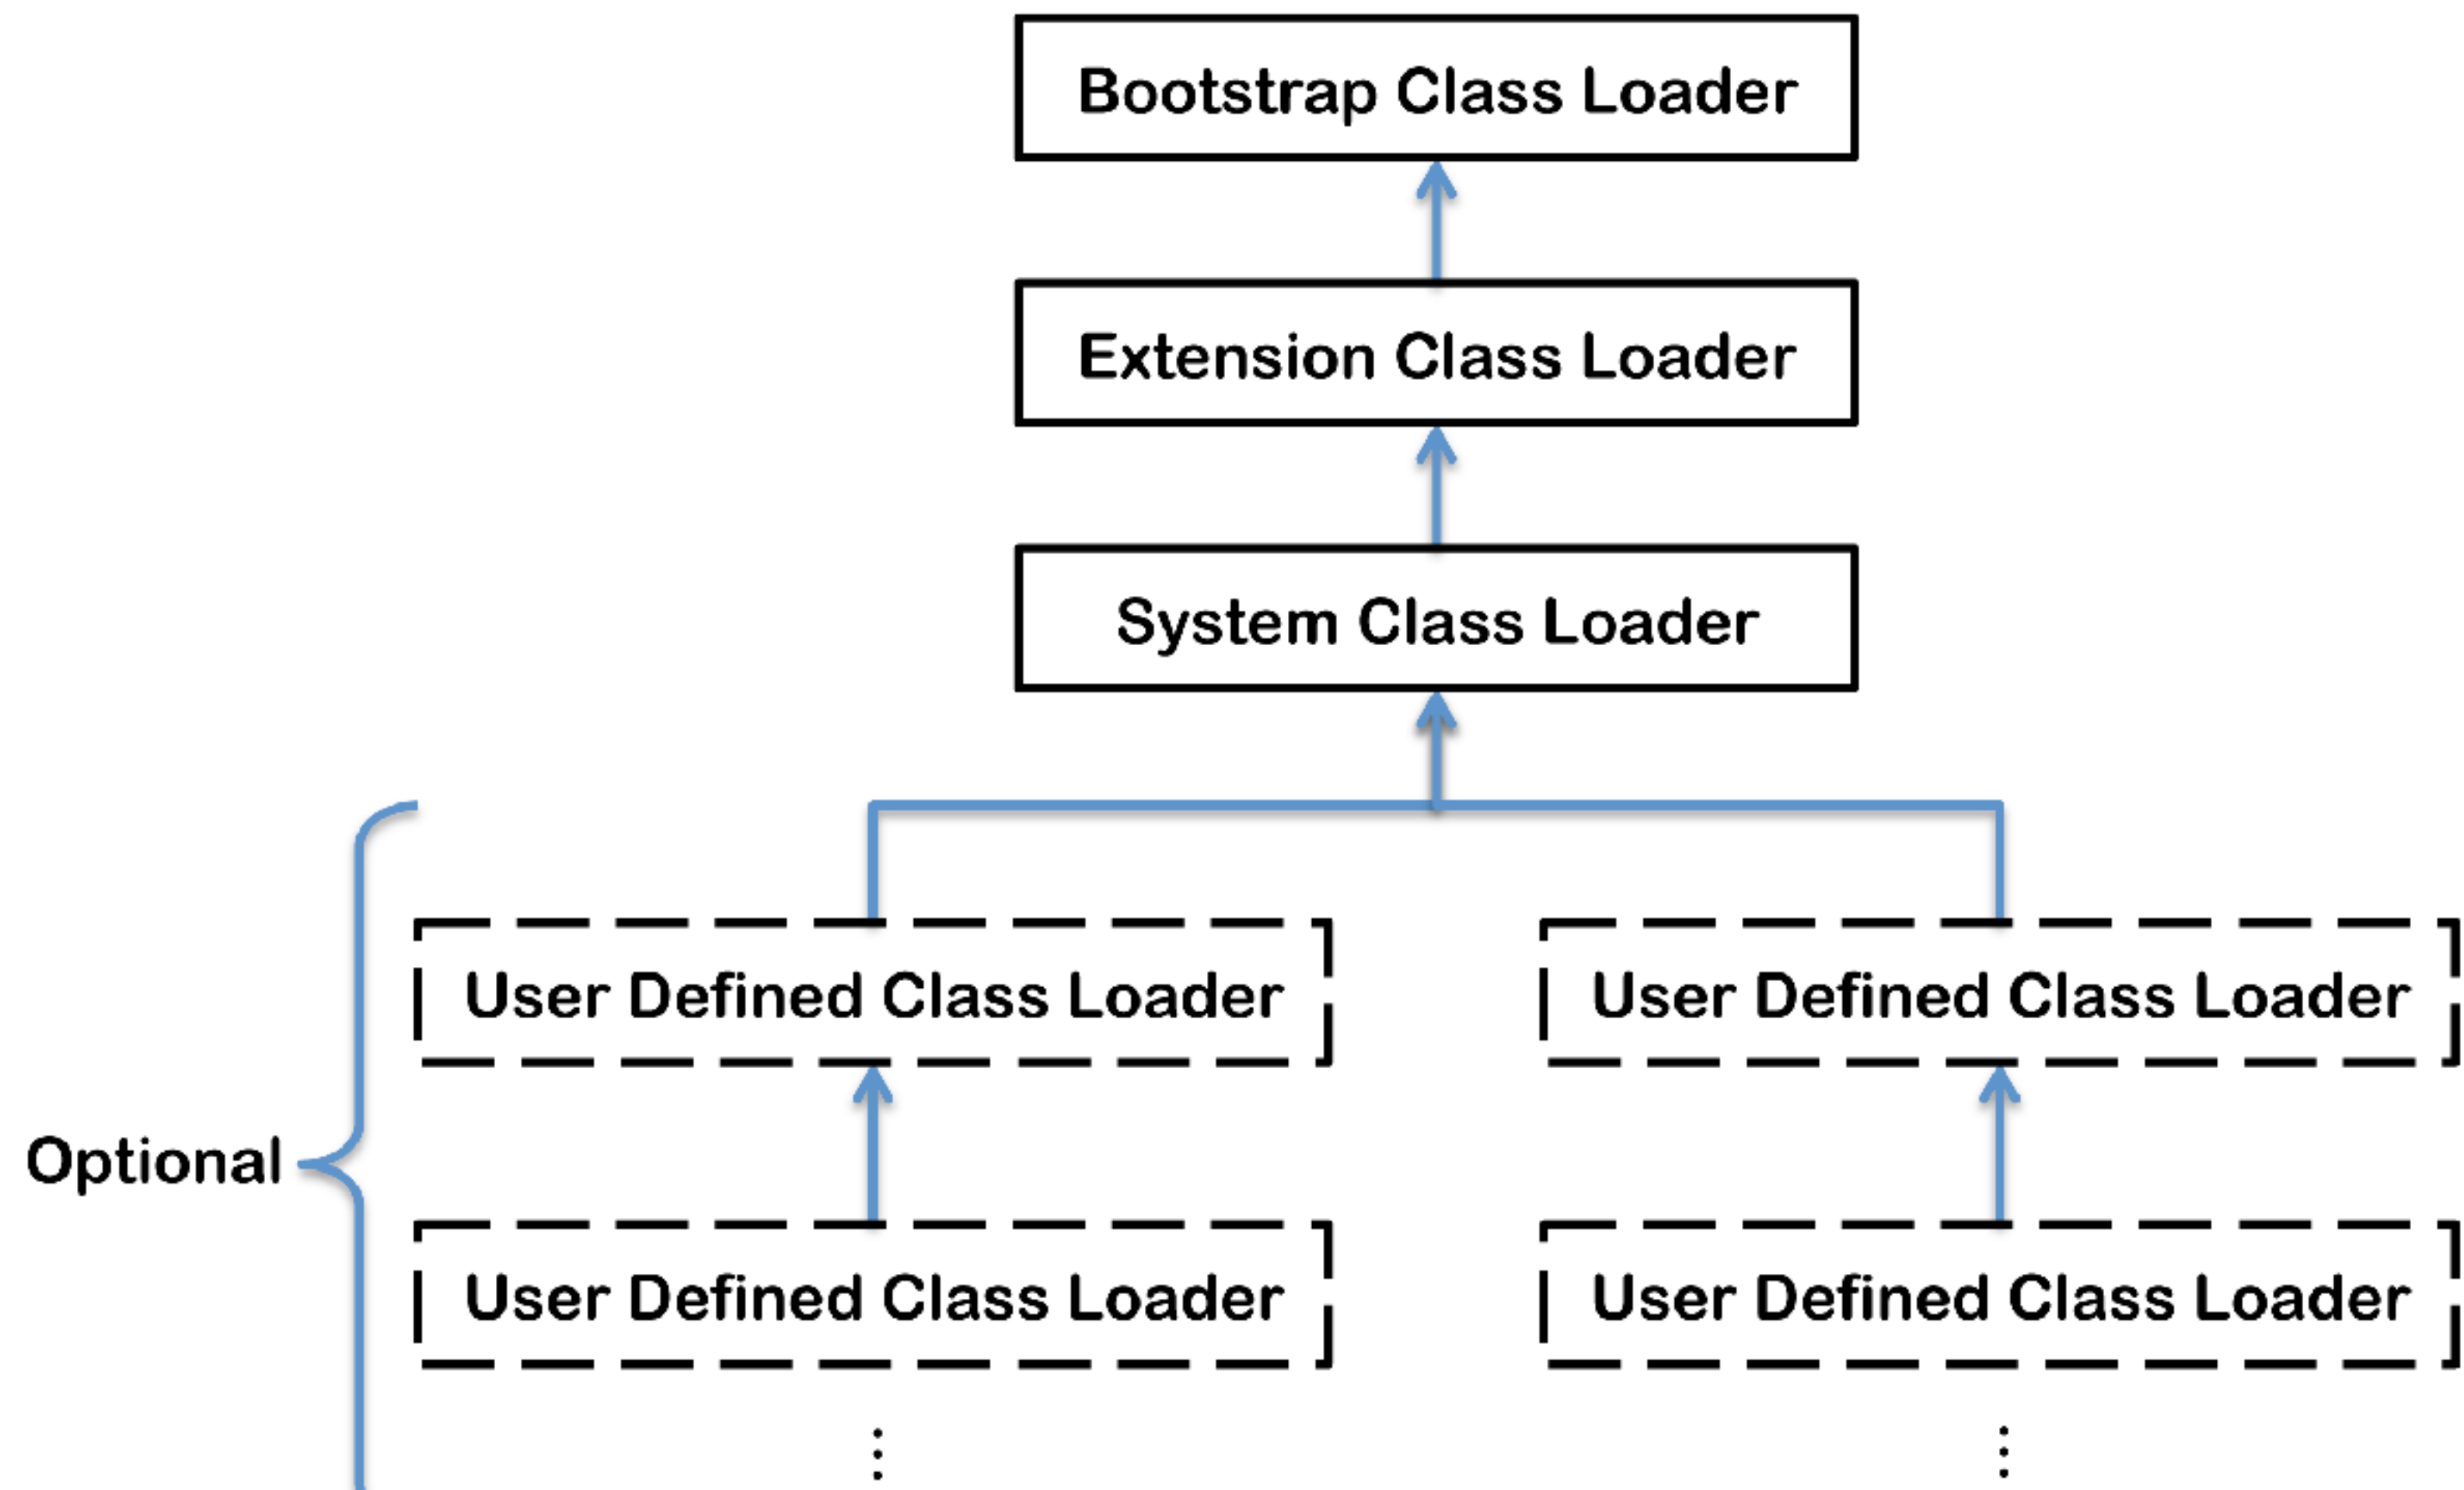 Bootstrap Class Loader
Extension Class Loader
System Class Loader
User Defined Class Loader
User Defined Class Loader
Optional
User Defined Class Loader
User Defined Class Loader